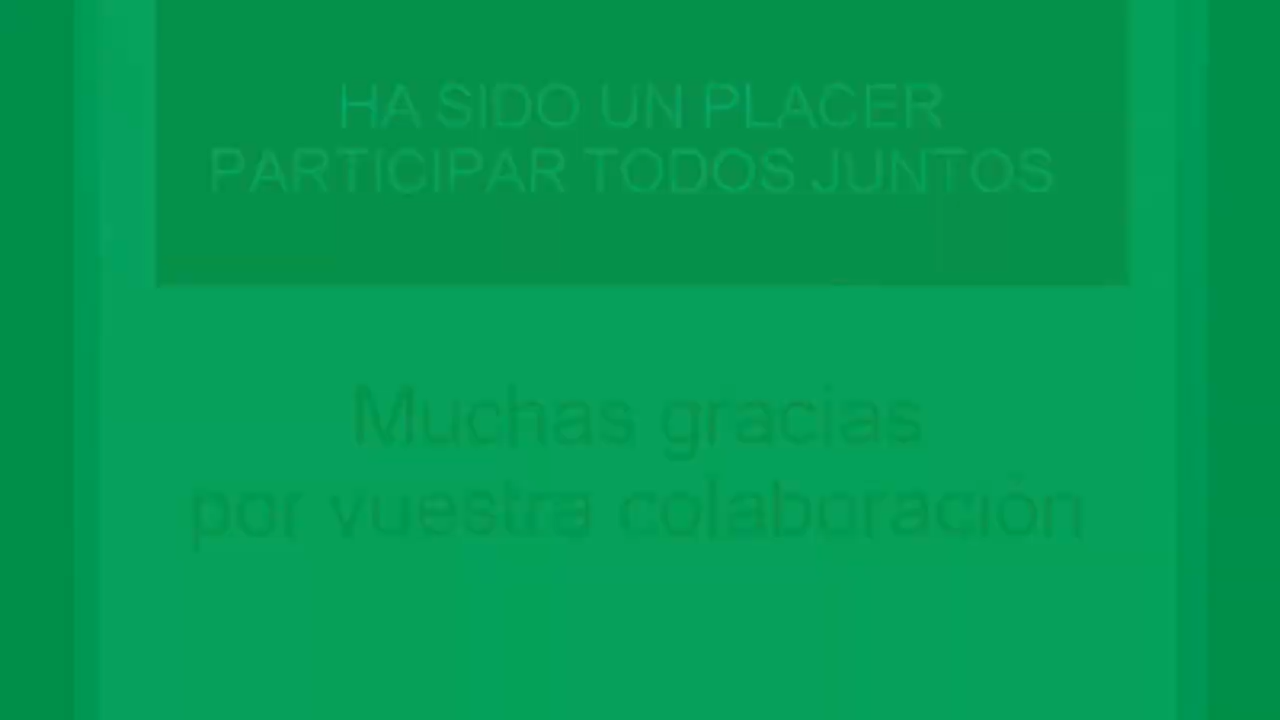 HA SIDO UN PLACER
PARTICIPAR TODOS JUNTOS
Muchas gracias
por vuestra colaboración